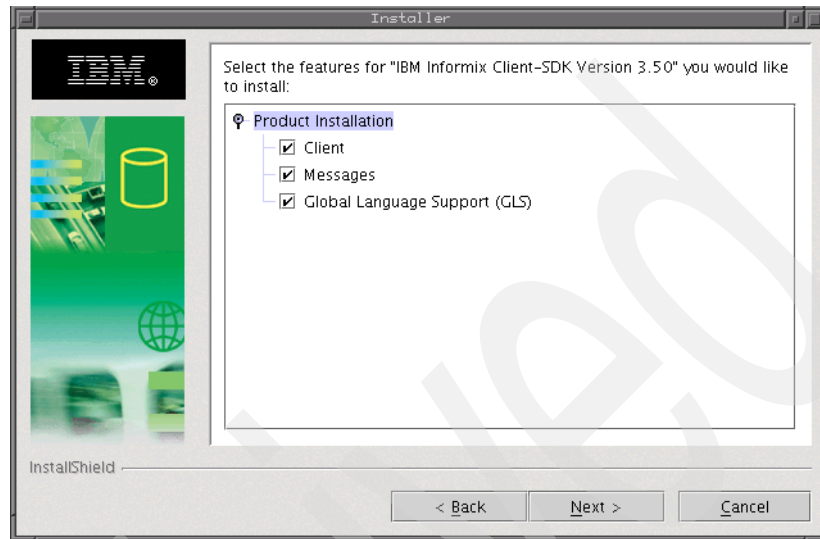 Installer
IBM®
Select the features for "IBM Informix Client-SDK Version 3.50" you would like
to install:
Product Installation
Client
Messages
Global Language Support (GLS)
InstallShield
< Back
Next >
Cancel